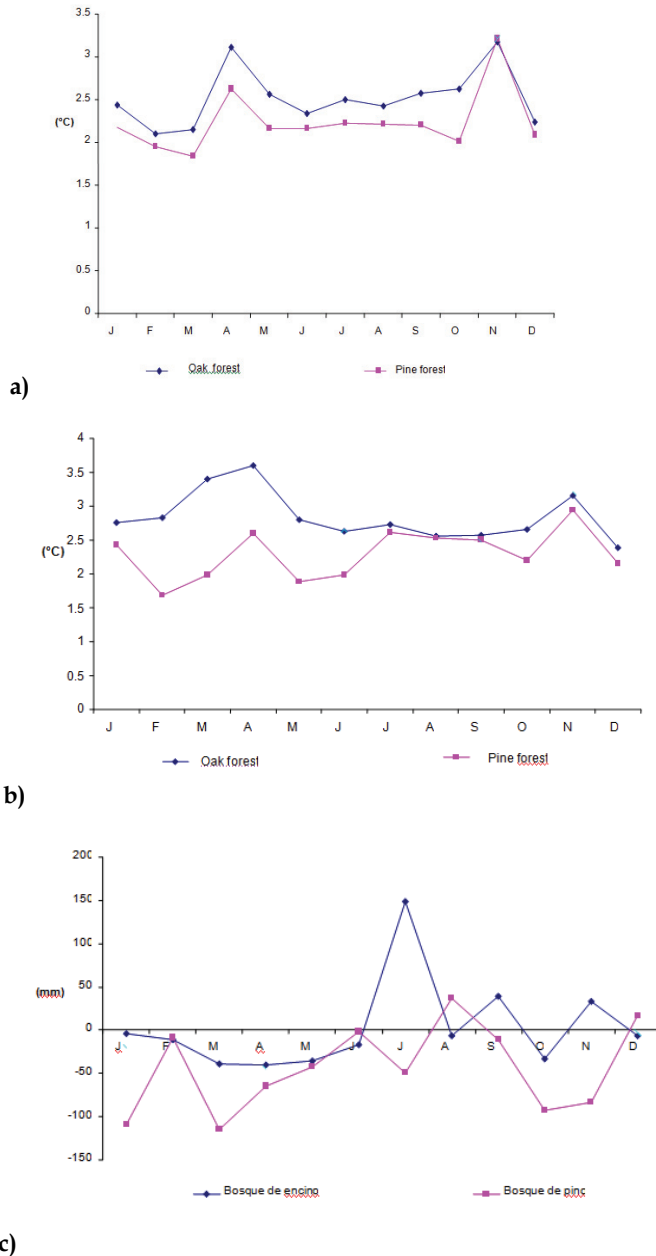 3.5
3
2.5
(°C)
2
1.5
1
0.5
0
J F M A M J J A S O N D
Oak forest Pine forest
a)
4
3.5
3
2.5
(°C)
2
1.5
1
0.5
0
J F M A M J J A S O N D
Oak forest Pine forest
b)
200
150
100
50
(mm)
0
J F M A M J J A S O N D
-50
-100
-150
Bosque de encino Bosque de pino
c)